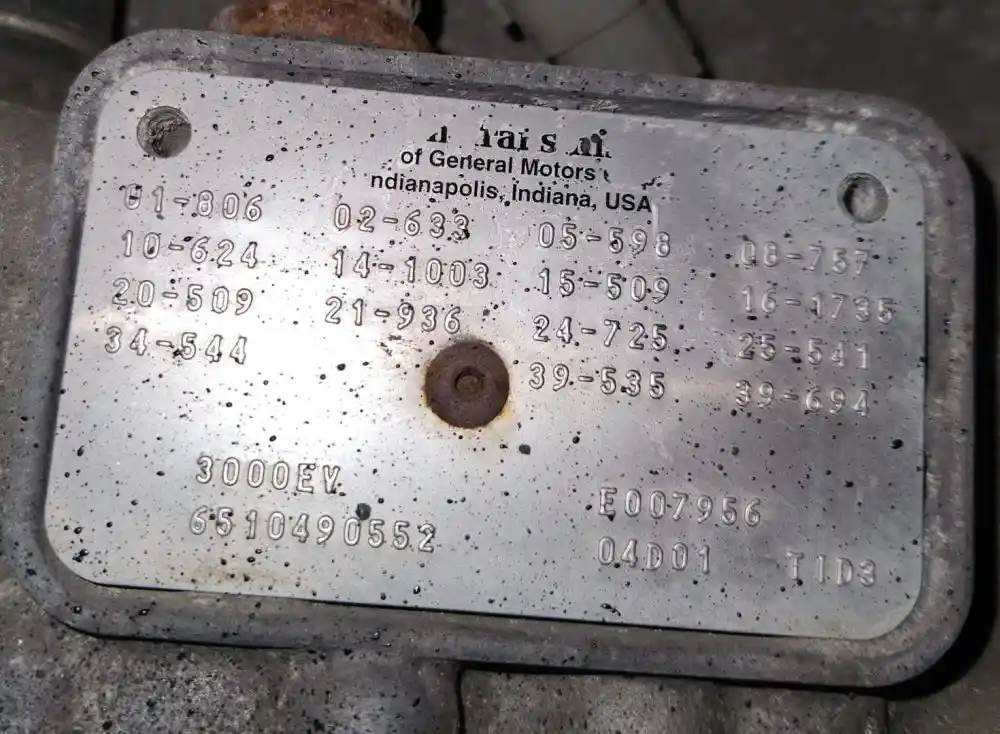 of General Motors
ndianapolis, Indiana, USA
01-806 02-633 05-598 08-757
10-624 14-1003 15-509 16-1735
20-509 21-936 24-725 25-541
34-544 39-535 39-694
3000EV E007956
6510490552 04D01 TID3